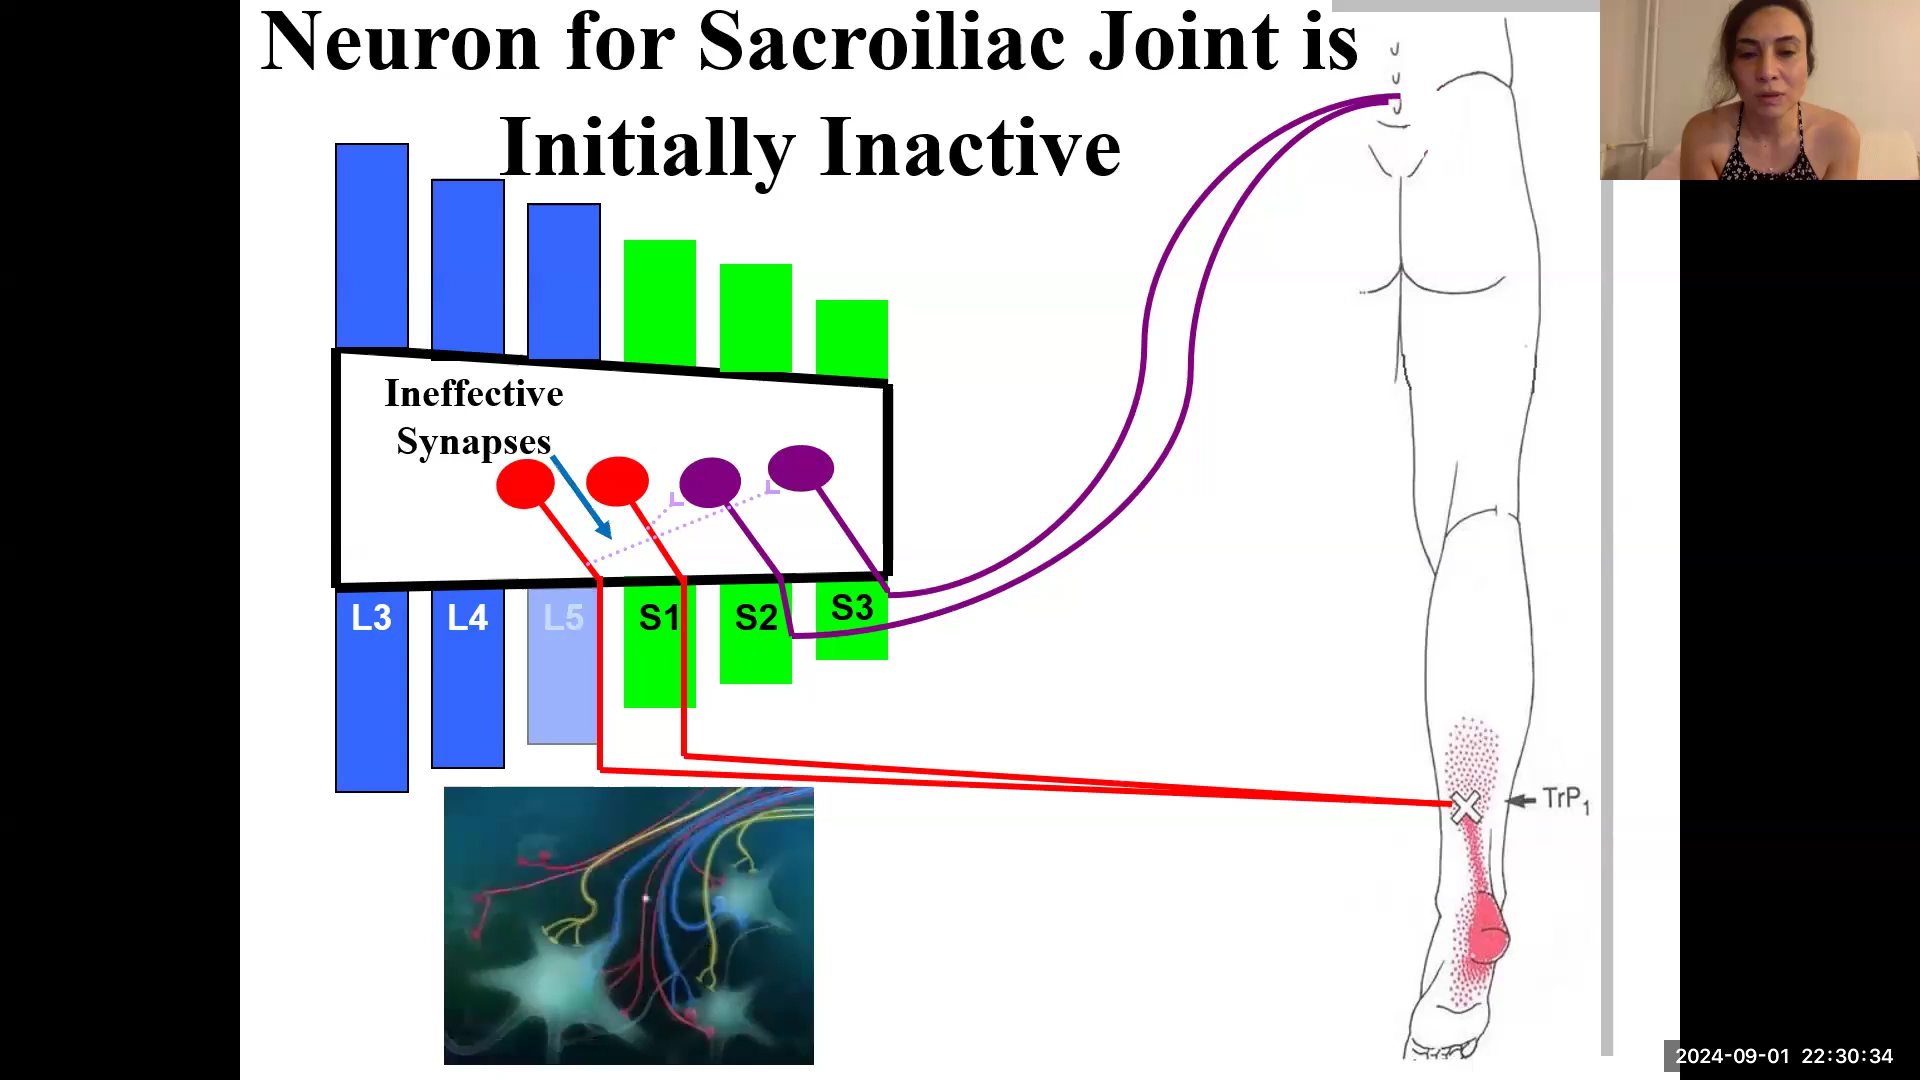 Neuron for Sacroiliac Joint is
Initially Inactive
Ineffective
Synapses
L3
L4
L5
S1
S2
S3
TrP1
2024-09-01 22:30:34